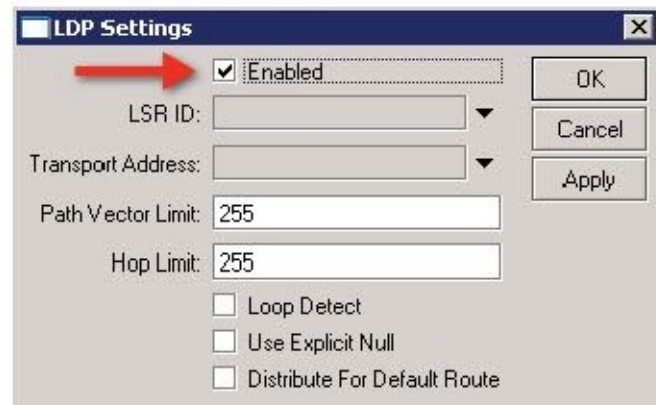 LDP Settings
Enabled
OK
LSR ID:
Cancel
Transport Address:
Apply
Path Vector Limit: 255
Hop Limit: 255
Loop Detect
Use Explicit Null
Distribute For Default Route